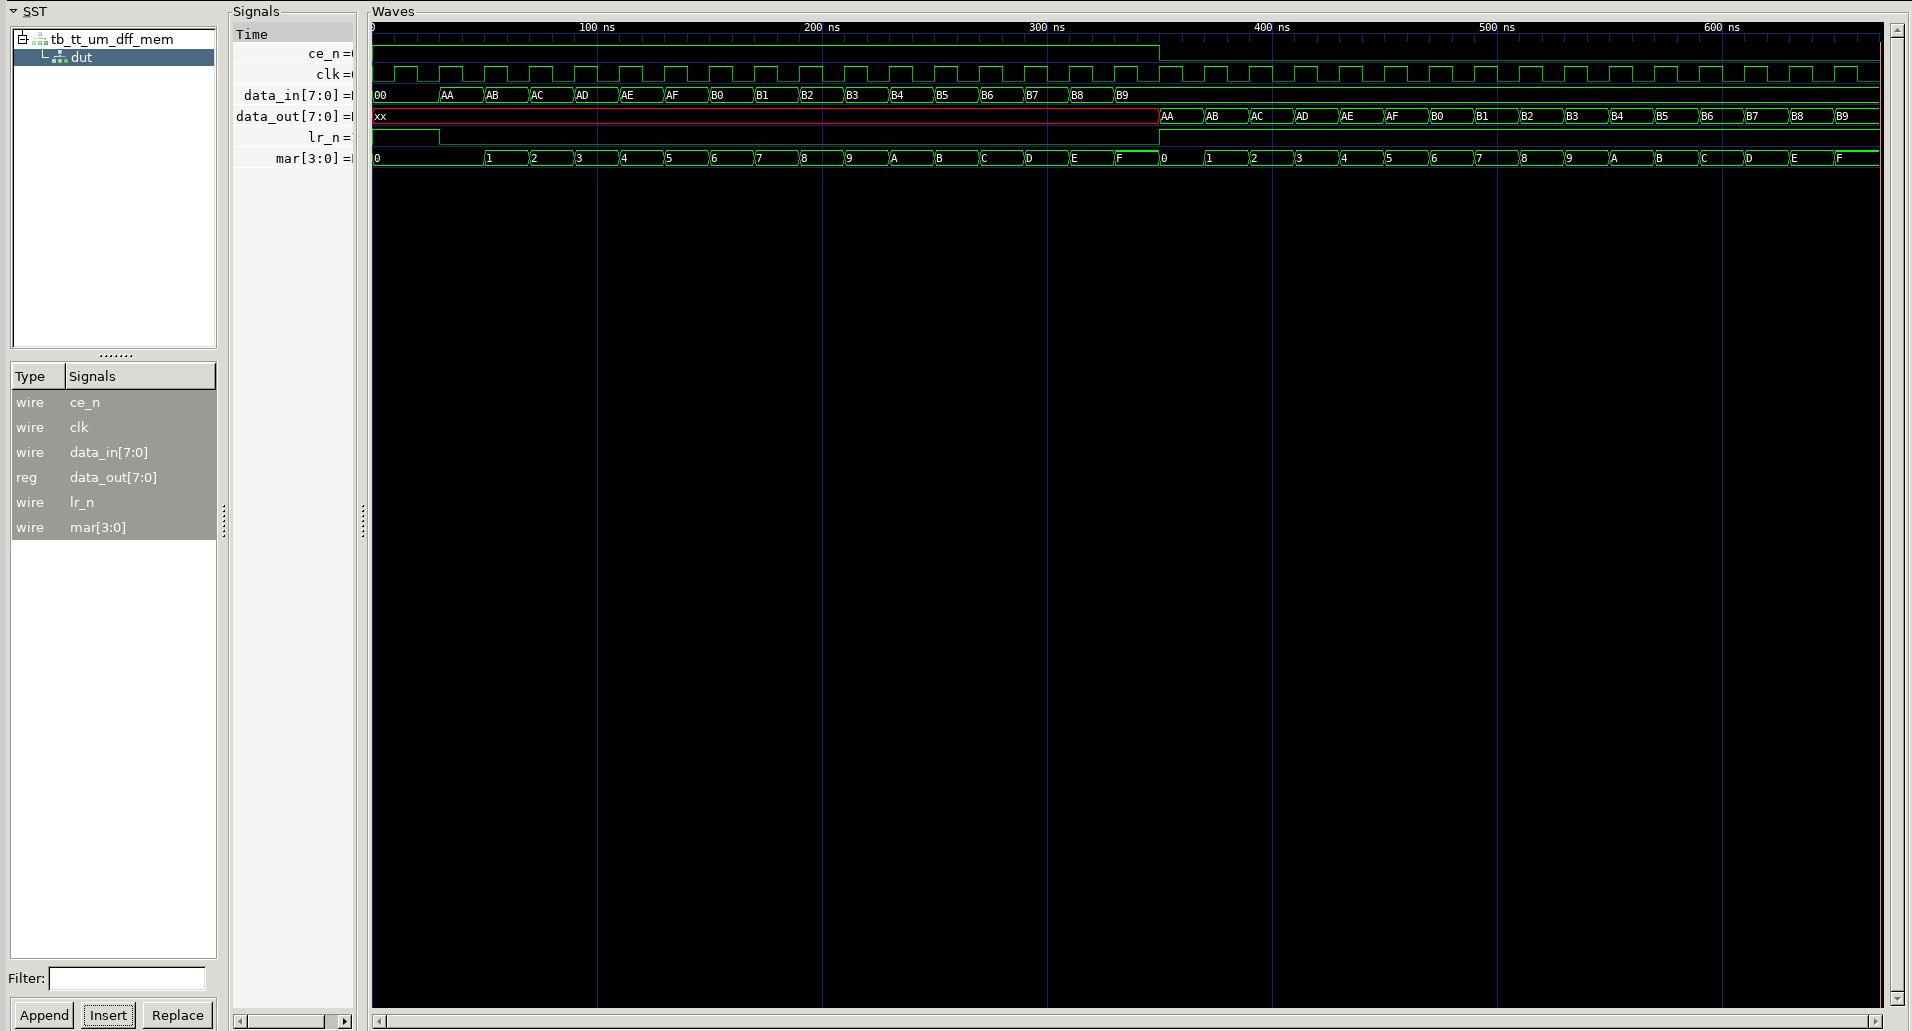 SST
tb_tt_um_dff_mem
dut
Type Signals
wire ce_n
wire clk
wire data_in[7:0]
reg data_out[7:0]
wire lr_n
wire mar[3:0]
Filter:
Append Insert Replace
Signals
Time
ce_n =
clk =
data_in[7:0] =
data_out[7:0] =
lr_n =
mar[3:0] =
Waves
0 100 ns 200 ns 300 ns 400 ns 500 ns 600 ns
00 AA AB AC AD AE AF B0 B1 B2 B3 B4 B5 B6 B7 B8 B9
xx AA AB AC AD AE AF B0 B1 B2 B3 B4 B5 B6 B7 B8 B9
0 1 2 3 4 5 6 7 8 9 A B C D E F 0 1 2 3 4 5 6 7 8 9 A B C D E F